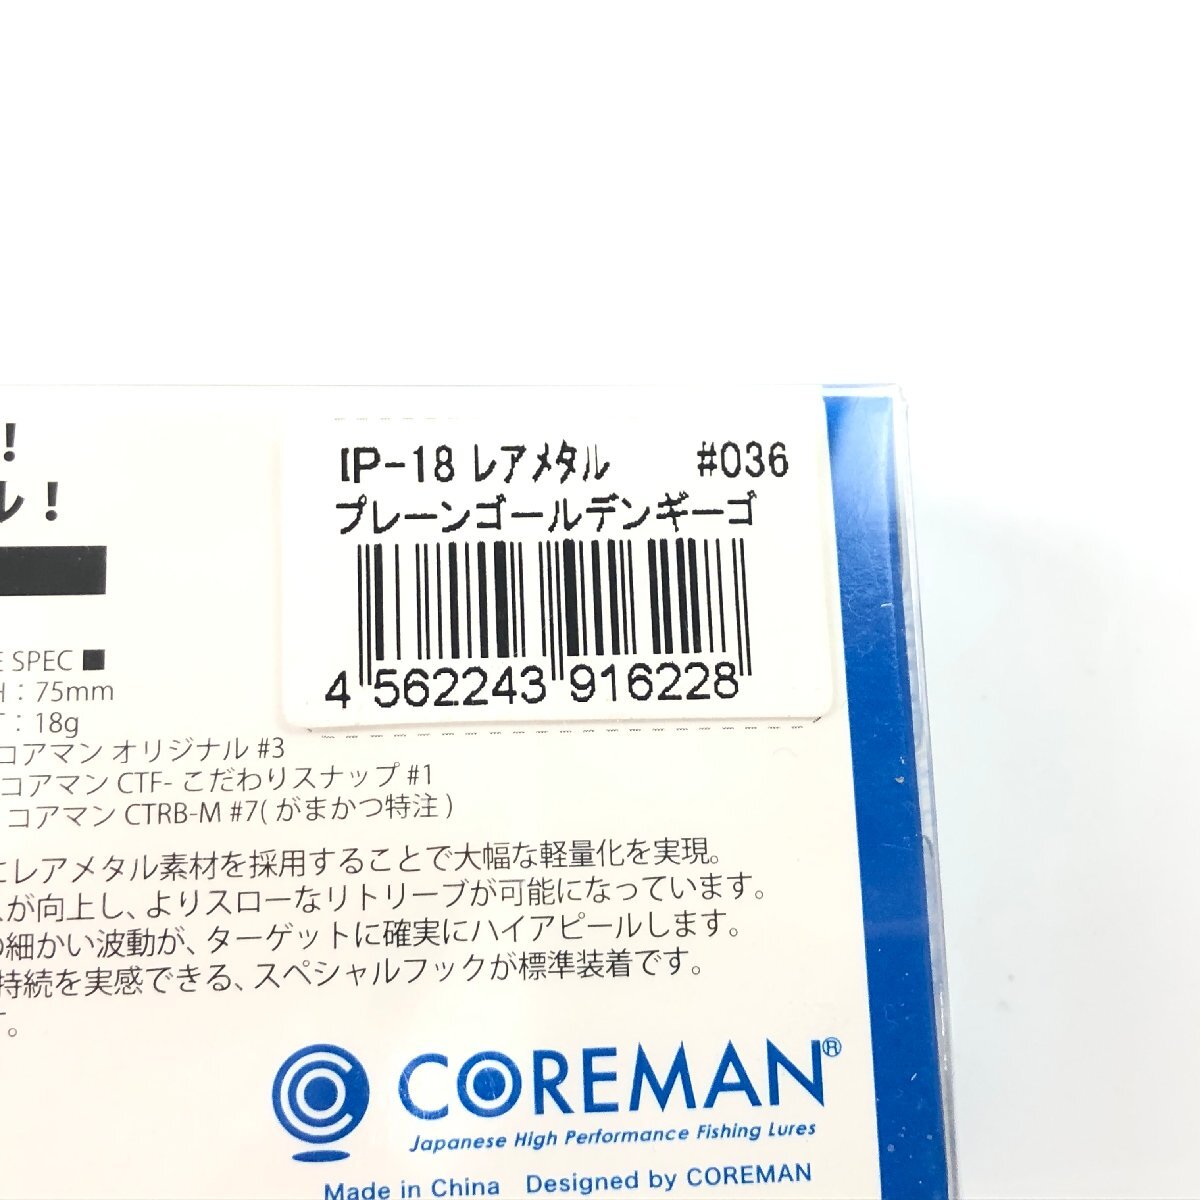 ！
ル！
IP-18 レアメタル #036
プレーンゴールデンギーゴ
4 562243 916228
SPEC ■
H：75mm
T：18g
コアマン オリジナル #3
コアマン CTF- こだわりスナップ #1
コアマン CTRB-M #7( がまかつ特注 )
にレアメタル素材を採用することで大幅な軽量化を実現。
が向上し、よりスローなリトリーブが可能になっています。
の細かい波動が、ターゲットに確実にハイアピールします。
持続を実感できる、スペシャルフックが標準装着です。
す。
COREMAN®
Japanese High Performance Fishing Lures
Made in China Designed by COREMAN